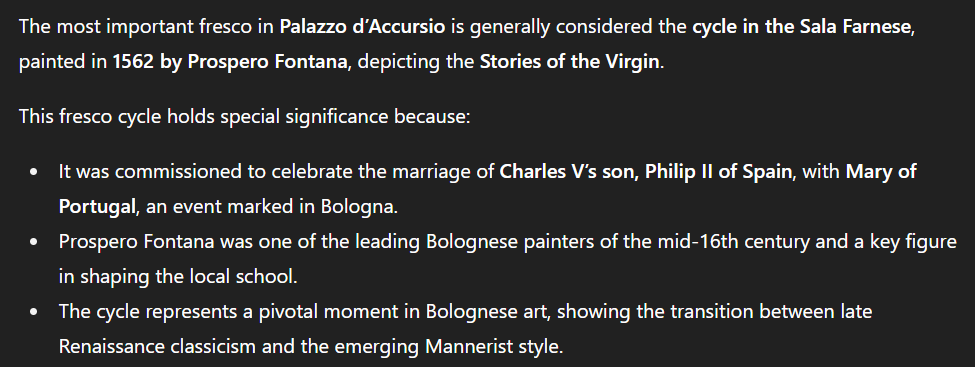 The most important fresco in Palazzo d’Accursio is generally considered the cycle in the Sala Farnese,
painted in 1562 by Prospero Fontana, depicting the Stories of the Virgin.
This fresco cycle holds special significance because:
• It was commissioned to celebrate the marriage of Charles V’s son, Philip II of Spain, with Mary of
Portugal, an event marked in Bologna.
• Prospero Fontana was one of the leading Bolognese painters of the mid-16th century and a key figure
in shaping the local school.
• The cycle represents a pivotal moment in Bolognese art, showing the transition between late
Renaissance classicism and the emerging Mannerist style.